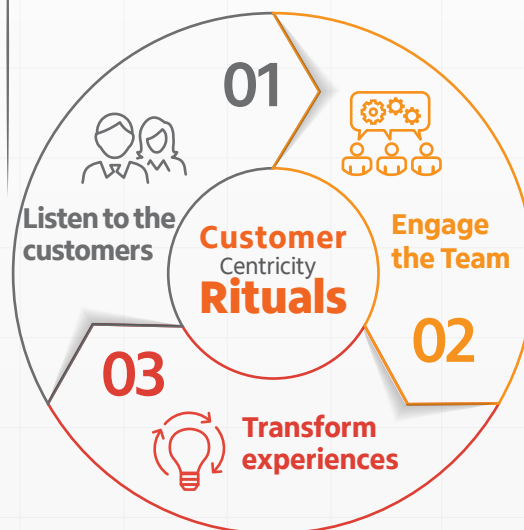 01
Listen to the
customers
Customer
Centricity
Rituals
Engage
the Team
02
03
Transform
experiences